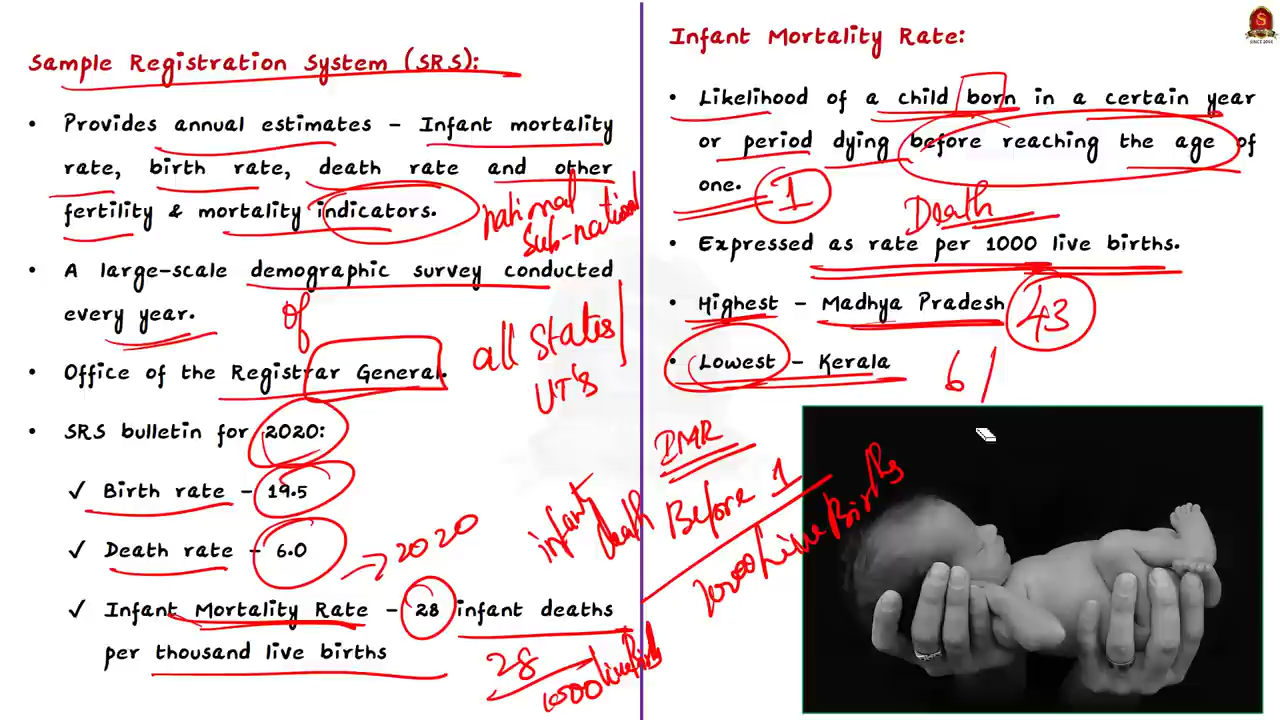 Sample Registration System (SRS):
• Provides annual estimates - Infant mortality
rate, birth rate, death rate and other
fertility & mortality indicators.
national
sub-national
• A large-scale demographic survey conducted
every year.
of
all States
UT's
• Office of the Registrar General.
• SRS bulletin for 2020:
✓ Birth rate - 19.5
✓ Death rate - 6.0
→ 2020
✓ Infant Mortality Rate - 28 infant deaths
per thousand live births
28
1000 live Births
Infant Mortality Rate:
• Likelihood of a child born in a certain year
or period dying before reaching the age of
one.
1
Death
• Expressed as rate per 1000 live births.
• Highest - Madhya Pradesh
43
• Lowest - Kerala
6
IMR
infant
death Before 1
1000 Live Births
S
SINCE 2004